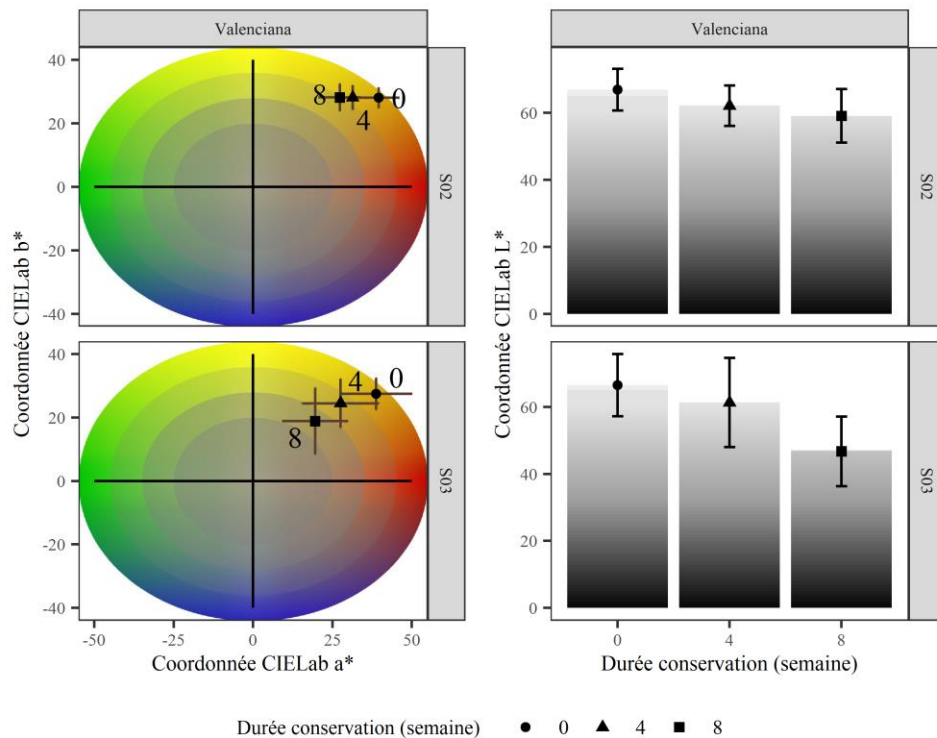 Valenciana
Valenciana
Coordonnée CIELab b*
40
20
0
-20
-40
8
4
0
S02
Coordonnée CIELab L*
60
40
20
0
S02
40
20
0
-20
-40
4
0
8
S03
60
40
20
0
S03
-50
-25
0
25
50
0
4
8
Coordonnée CIELab a*
Durée conservation (semaine)
Durée conservation (semaine) 0 4 8